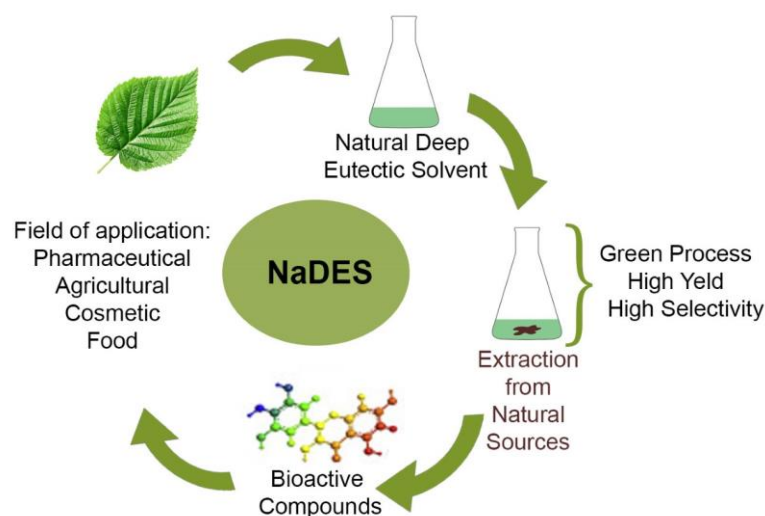 Natural Deep
Eutectic Solvent
Green Process
High Yeld
High Selectivity
Extraction
from
Natural
Sources
Bioactive
Compounds
Field of application:
Pharmaceutical
Agricultural
Cosmetic
Food
NaDES